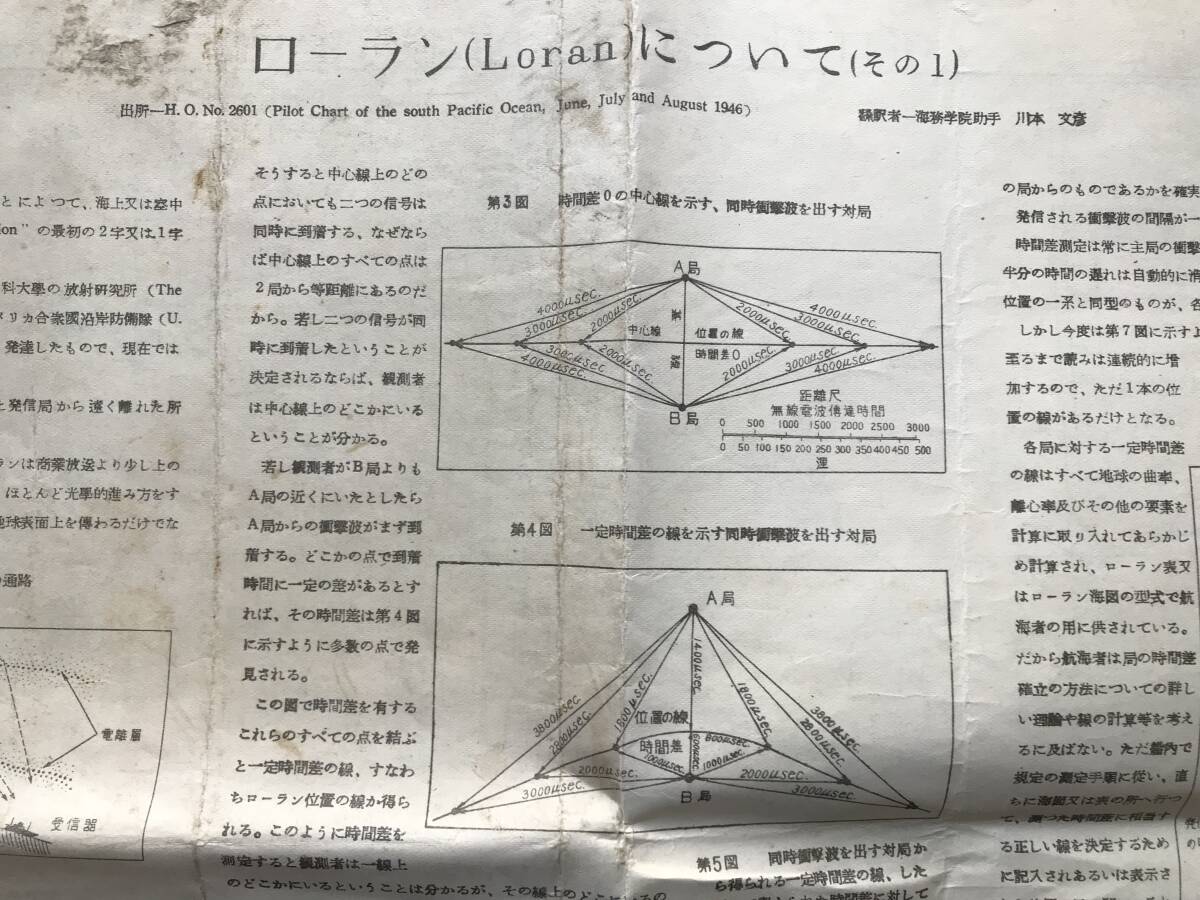 ローラン(Loran)について(その1)
出所―H. O. No. 2601 (Pilot Chart of the south Pacific Ocean, June, July and August 1946)
飜訳者―海務学院助手 川本 文彦
とによつて、海上又は空中
ion” の最初の2字又は1字
科大學の放射研究所 (The
メリカ合衆國沿岸防備隊 (U.
発達したもので、現在では
と発信局から遠く離れた所
ランは商業放送より少し上の
ほとんど光學的進み方をす
地球表面上を傳わるだけでな
の通路
電離層
受信器
そうすると中心線上のどの
点においても二つの信号は
同時に到着する、なぜなら
ば中心線上のすべての点は
2局から等距離にあるのだ
から。若し二つの信号が同
時に到着したということが
決定されるならば、観測者
は中心線上のどこかにいる
ということが分かる。
若し観測者がB局よりも
A局の近くにいたとしたら
A局からの衝撃波がまず到
着する。どこかの点で到着
時間に一定の差があるとす
れば、その時間差は第4図
に示すように多数の点で発
見される。
この図で時間差を有する
これらのすべての点を結ぶ
と一定時間差の線、すなわ
ちローラン位置の線が得ら
れる。このように時間差を
測定すると観測者は一線上
のどこかにいるということは分かるが、その線上のどこにいるの
第3図 時間差0の中心線を示す、同時衝撃波を出す対局
A局
4000μsec.
3000μsec.
2000μsec.
2000μsec.
3000μsec.
4000μsec.
基
線
中心線
位置の線
時間差0
3000μsec.
2000μsec.
4000μsec.
2000μsec.
3000μsec.
4000μsec.
B局
距離尺
無線電波傳達時間
0 500 1000 1500 2000 2500 3000
0 50 100 150 200 250 300 350 400 450 500
浬
第4図 一定時間差の線を示す同時衝撃波を出す対局
A局
1400μsec.
3800μsec.
2800μsec.
1800μsec.
1800μsec.
2800μsec.
3800μsec.
位置の線
時間差
600μsec.
800μsec.
1000μsec.
1000μsec.
2000μsec.
2000μsec.
3000μsec.
3000μsec.
B局
第5図 同時衝撃波を出す対局か
ら得られる一定時間差の線、した
の局からのものであるかを確実
発信される衝撃波の間隔が一
時間差測定は常に主局の衝撃
半分の時間の遅れは自動的に消
位置の一系と同型のものが、各
しかし今度は第7図に示すよ
至るまで読みは連続的に増
加するので、ただ1本の位
置の線があるだけとなる。
各局に対する一定時間差
の線はすべて地球の曲率、
離心率及びその他の要素を
計算に取り入れてあらかじ
め計算され、ローラン表又
はローラン海図の型式で航
海者の用に供されている。
だから航海者は局の時間差
確立の方法についての詳し
い理論や線の計算等を考え
るに及ばない。ただ船内で
規定の測定手順に従い、直
ちに海図又は表の所へ行つ
て、測つた時間差に相当す
る正しい線を決定するため
に記入されあるいは表示さ